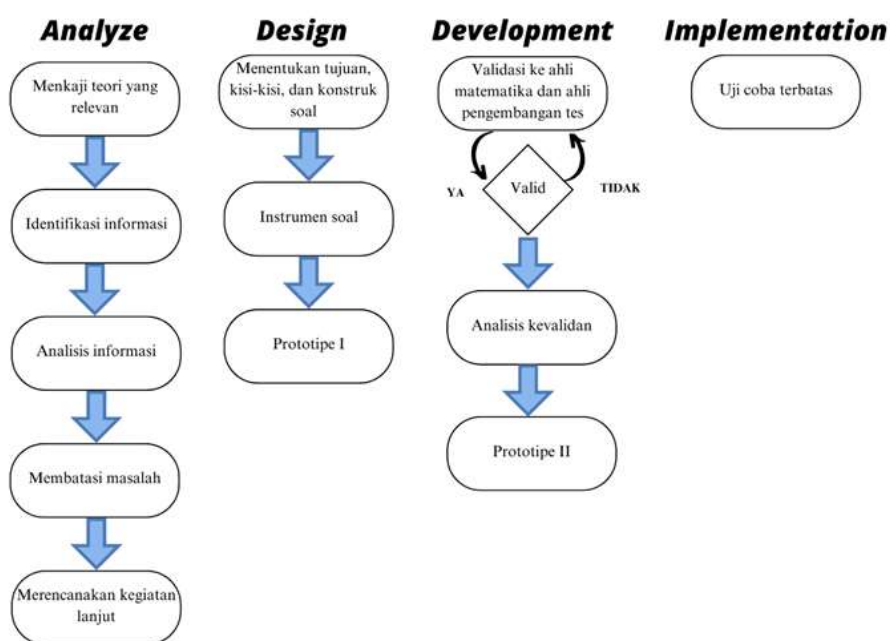 Analyze
Menkaji teori yang
relevan
Identifikasi informasi
Analisis informasi
Membatasi masalah
Merencanakan kegiatan
lanjut
Design
Menentukan tujuan,
kisi-kisi, dan konstruk
soal
Instrumen soal
Prototipe I
Development
Validasi ke ahli
matematika dan ahli
pengembangan tes
YA
Valid
TIDAK
Analisis kevalidan
Prototipe II
Implementation
Uji coba terbatas